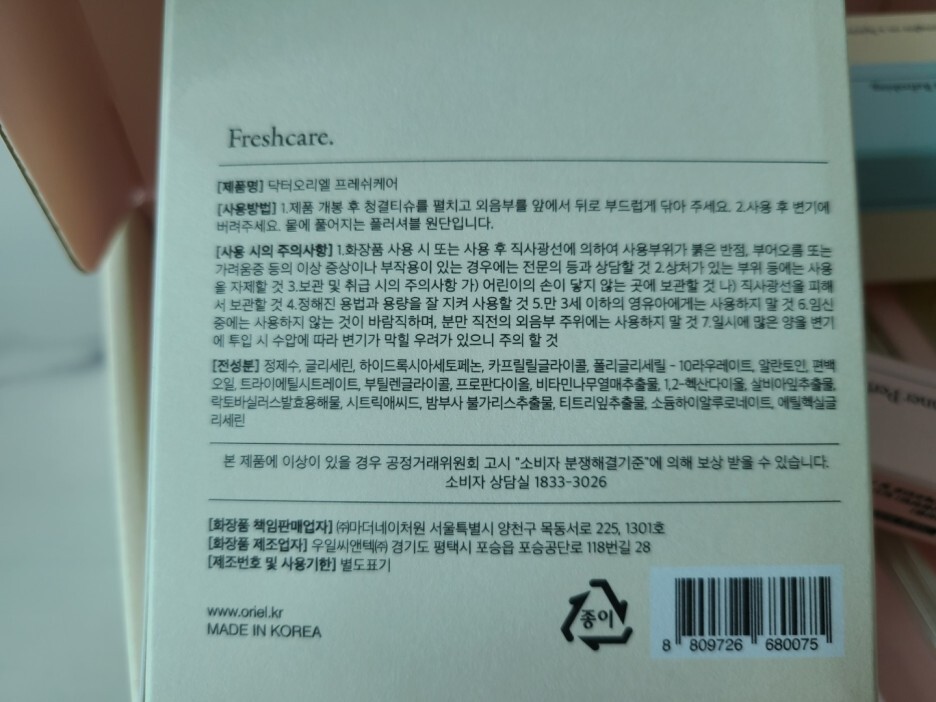 Freshcare.
[제품명] 닥터오리엘 프레쉬케어
[사용방법] 1.제품 개봉 후 청결티슈를 펼치고 외음부를 앞에서 뒤로 부드럽게 닦아 주세요. 2.사용 후 변기에
버려주세요. 물에 풀어지는 플러셔블 원단입니다.
[사용 시의 주의사항] 1.화장품 사용 시 또는 사용 후 직사광선에 의하여 사용부위가 붉은 반점, 부어오름 또는
가려움증 등의 이상 증상이나 부작용이 있는 경우에는 전문의 등과 상담할 것 2.상처가 있는 부위 등에는 사용
을 자제할 것 3.보관 및 취급 시의 주의사항 가) 어린이의 손이 닿지 않는 곳에 보관할 것 나) 직사광선을 피해
서 보관할 것 4.정해진 용법과 용량을 잘 지켜 사용할 것 5.만 3세 이하의 영유아에게는 사용하지 말 것 6.임신
중에는 사용하지 않는 것이 바람직하며, 분만 직전의 외음부 주위에는 사용하지 말 것 7.일시에 많은 양을 변기
에 투입 시 수압에 따라 변기가 막힐 우려가 있으니 주의 할 것
[전성분] 정제수, 글리세린, 하이드록시아세토페논, 카프릴릴글라이콜, 폴리글리세릴 - 10라우레이트, 알란토인, 편백
오일, 트라이에틸시트레이트, 부틸렌글라이콜, 프로판다이올, 비타민나무열매추출물, 1,2-헥산다이올, 살비아잎추출물,
락토바실러스발효용해물, 시트릭애씨드, 밤부사 불가리스추출물, 티트리잎추출물, 소듐하이알루로네이트, 에틸헥실글
리세린
본 제품에 이상이 있을 경우 공정거래위원회 고시 "소비자 분쟁해결기준"에 의해 보상 받을 수 있습니다.
소비자 상담실 1833-3026
[화장품 책임판매업자] ㈜마더네이처원 서울특별시 양천구 목동서로 225, 1301호
[화장품 제조업자] 우일씨앤텍㈜ 경기도 평택시 포승읍 포승공단로 118번길 28
[제조번호 및 사용기한] 별도표기
www.oriel.kr
MADE IN KOREA
종이
8 809726 680075